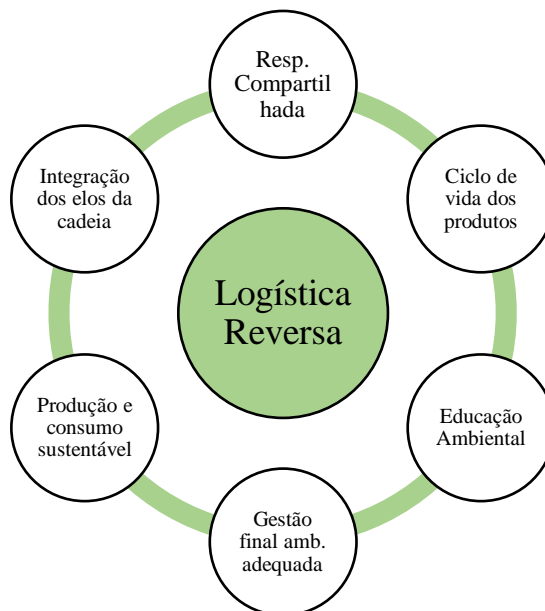 Resp.
Compartil
hada
Integração
dos elos da
cadeia
Ciclo de
vida dos
produtos
Logística
Reversa
Produção e
consumo
sustentável
Educação
Ambiental
Gestão
final amb.
adequada